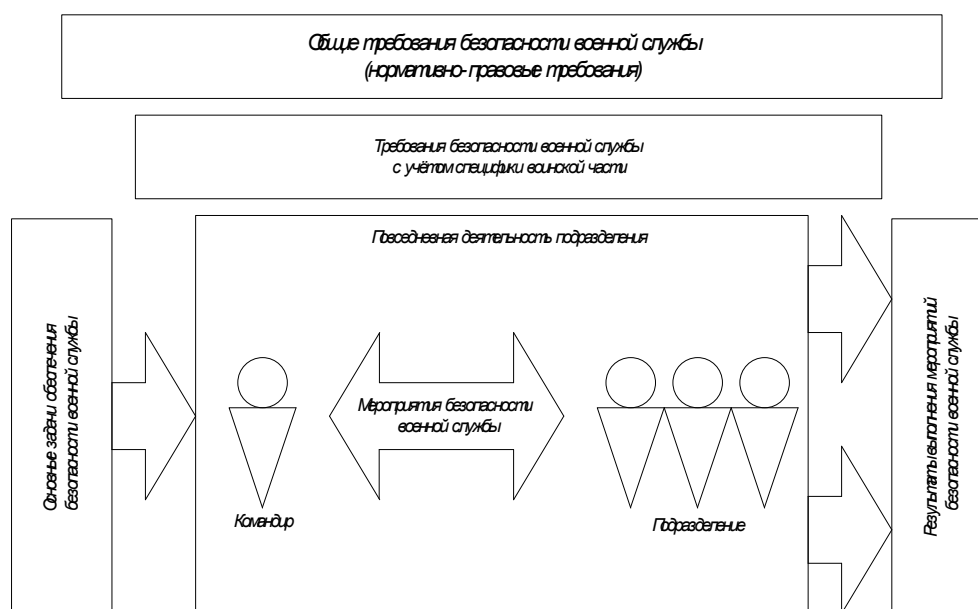 Общие требования безопасности военной службы
(нормативно-правовые требования)
Требования безопасности военной службы
с учётом специфики воинской части
Повседневная деятельность подразделения
Основные задачи обеспечения
безопасности военной службы
Мероприятия безопасности
военной службы
Командир
Подразделение
Результаты выполнения мероприятий
безопасности военной службы